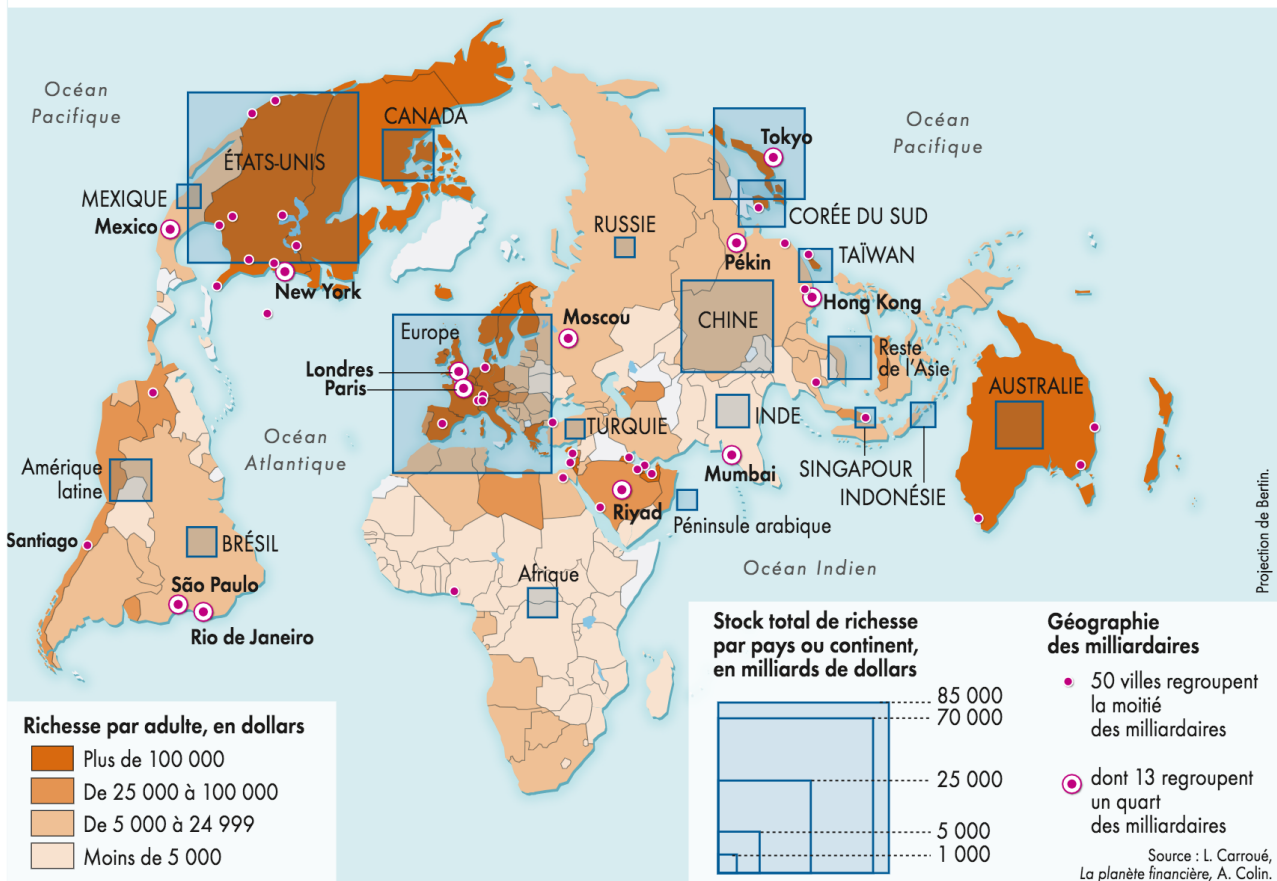 Océan
Pacifique
CANADA
ÉTATS-UNIS
MEXIQUE
Mexico
New York
Océan
Pacifique
Tokyo
CORÉE DU SUD
RUSSIE
Pékin
TAÏWAN
Hong Kong
Moscou
CHINE
Europe
Londres
Paris
Reste
de l'Asie
AUSTRALIE
TURQUIE
INDE
Océan
Atlantique
Mumbai
SINGAPOUR
INDONÉSIE
Amérique
latine
Riyad
Péninsule arabique
Santiago
BRÉSIL
Océan Indien
Afrique
São Paulo
Rio de Janeiro
Projection de Bertin.
Richesse par adulte, en dollars
Plus de 100 000
De 25 000 à 100 000
De 5 000 à 24 999
Moins de 5 000
Stock total de richesse
par pays ou continent,
en milliards de dollars
85 000
70 000
25 000
5 000
1 000
Géographie
des milliardaires
50 villes regroupent
la moitié
des milliardaires
dont 13 regroupent
un quart
des milliardaires
Source : L. Carroué,
La planète financière, A. Colin.